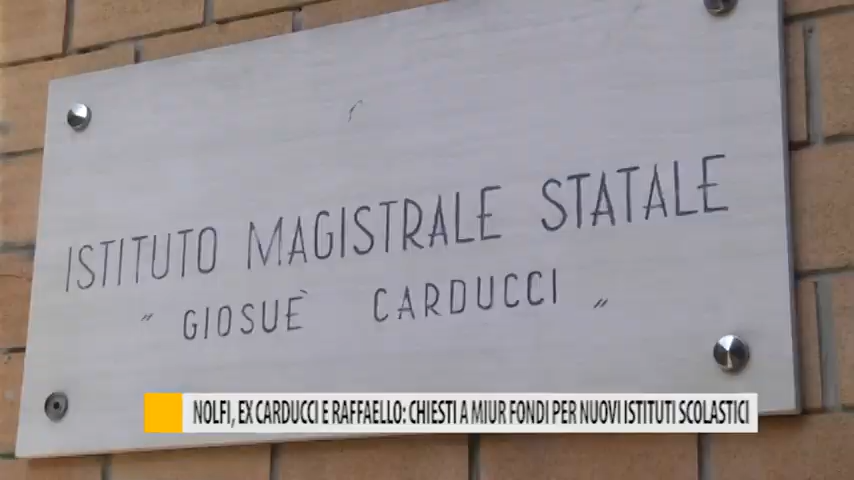 ISTITUTO MAGISTRALE STATALE
" GIOSUÈ CARDUCCI "
NOLFI, EX CARDUCCI E RAFFAELLO: CHIESTI A MIUR FONDI PER NUOVI ISTITUTI SCOLASTICI